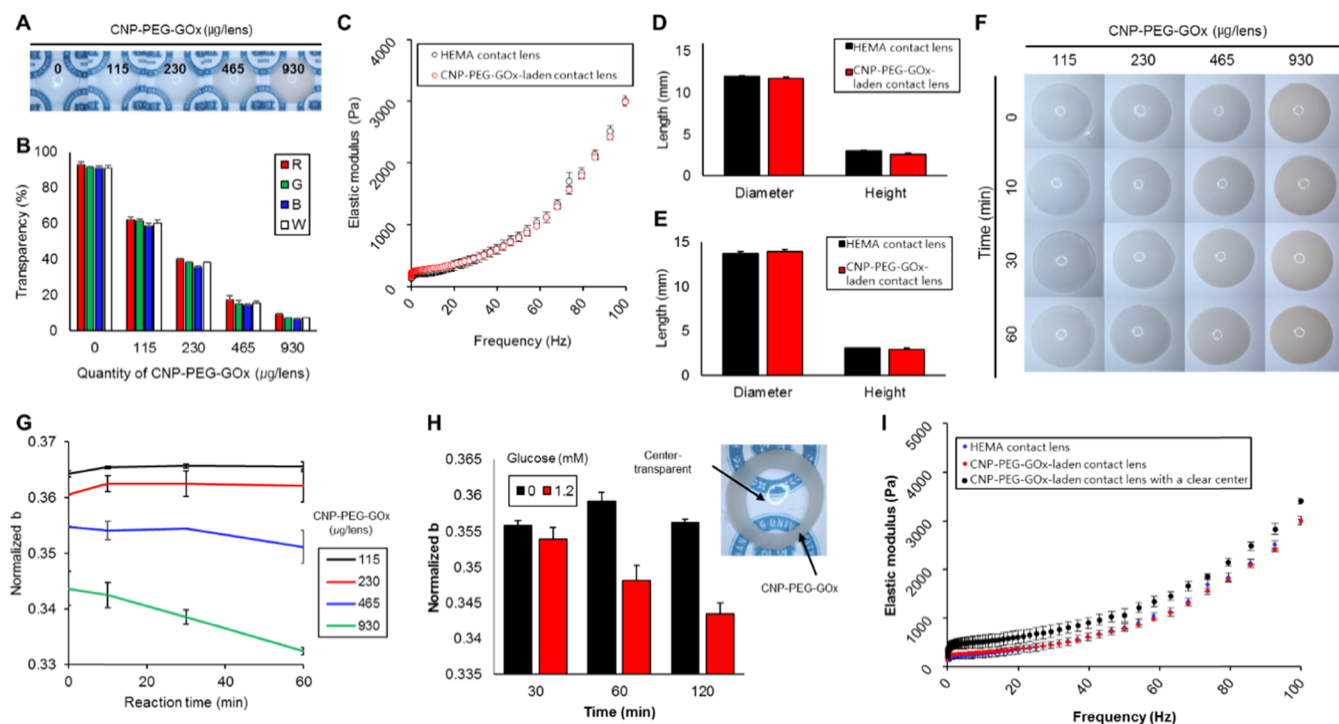 A
CNP-PEG-GOx (μg/lens)
0 115 230 465 930
B
100
80
60
40
20
0
Transparency (%)
R
G
B
W
0 115 230 465 930
Quantity of CNP-PEG-GOx (μg/lens)
C
4000
3000
2000
1000
0
Elastic modulus (Pa)
HEMA contact lens
CNP-PEG-GOx-laden contact lens
0 20 40 60 80 100
Frequency (Hz)
D
15
10
5
0
Length (mm)
HEMA contact lens
CNP-PEG-GOx-
laden contact lens
Diameter Height
E
15
10
5
0
Length (mm)
HEMA contact lens
CNP-PEG-GOx-
laden contact lens
Diameter Height
F
CNP-PEG-GOx (μg/lens)
115 230 465 930
Time (min)
0
10
30
60
G
0.37
0.36
0.35
0.34
0.33
Normalized b
0 20 40 60
Reaction time (min)
CNP-PEG-GOx
(μg/lens)
115
230
465
930
H
0.365
0.36
0.355
0.35
0.345
0.34
0.335
Normalized b
Glucose (mM)
0 1.2
30 60 120
Time (min)
Center-
transparent
G UNIV
CNP-PEG-GOx
I
5000
4000
3000
2000
1000
0
Elastic modulus (Pa)
HEMA contact lens
CNP-PEG-GOx-laden contact lens
CNP-PEG-GOx-laden contact lens with a clear center
0 20 40 60 80 100
Frequency (Hz)